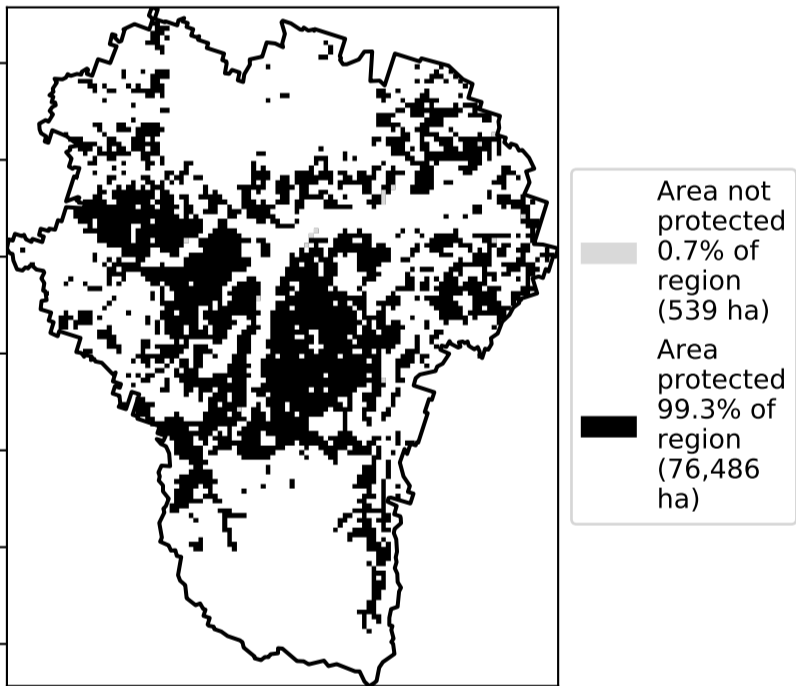 Area not
protected
0.7% of
region
(539 ha)
Area
protected
99.3% of
region
(76,486
ha)